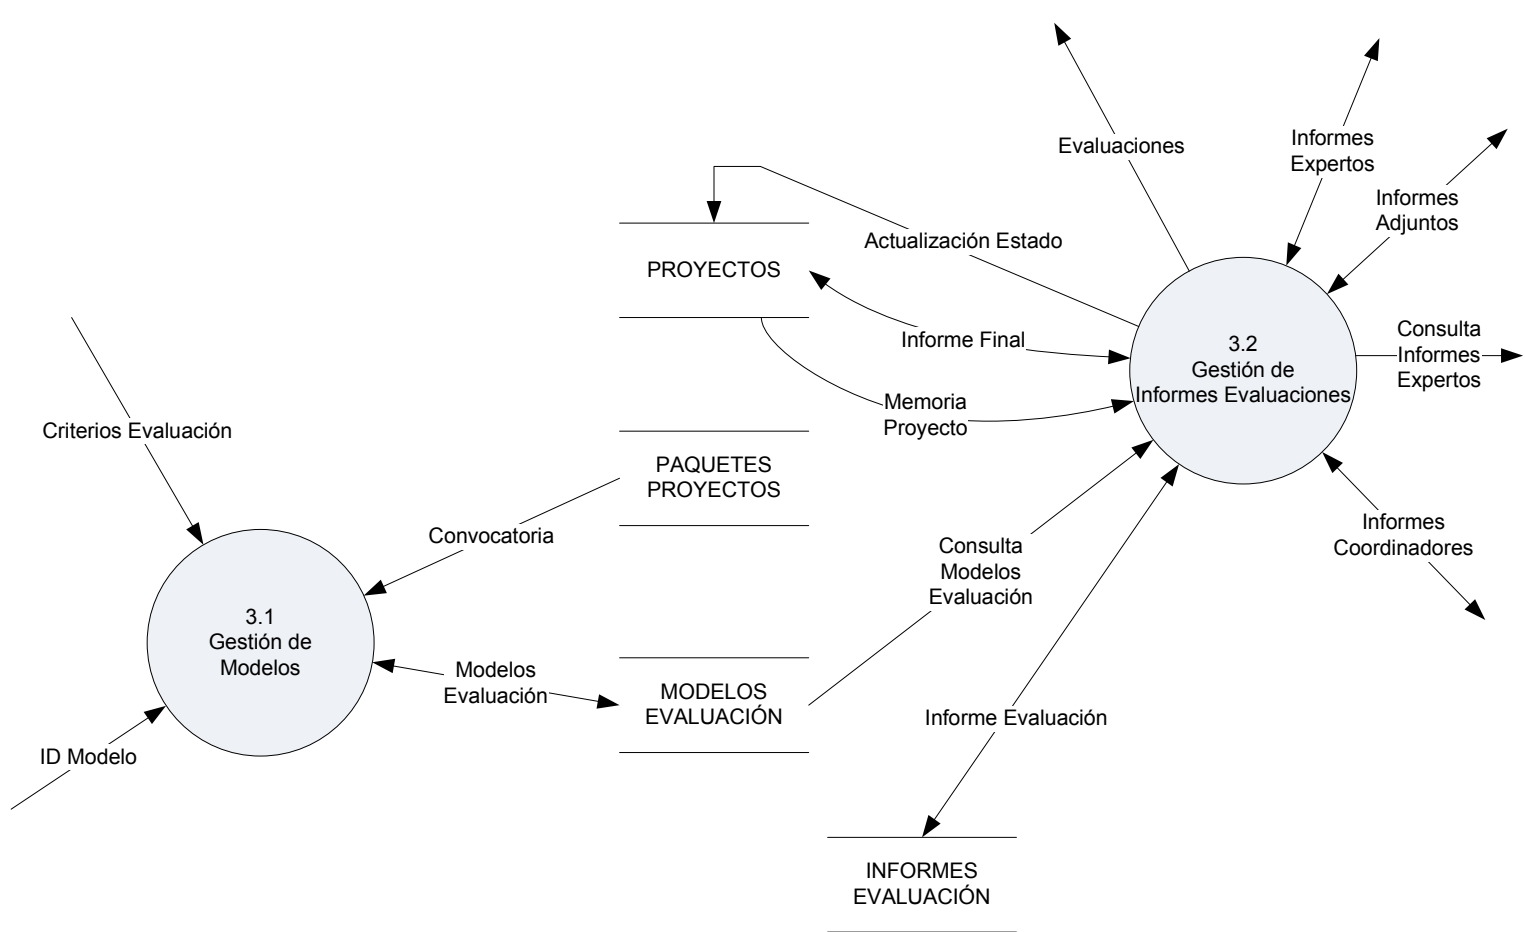 Evaluaciones
Informes
Expertos
Informes
Adjuntos
Actualización Estado
PROYECTOS
Informe Final
3.2
Gestión de
Informes Evaluaciones
Consulta
Informes
Expertos
Memoria
Proyecto
Criterios Evaluación
PAQUETES
PROYECTOS
Convocatoria
Informes
Coordinadores
Consulta
Modelos
Evaluación
3.1
Gestión de
Modelos
Modelos
Evaluación
MODELOS
EVALUACIÓN
Informe Evaluación
ID Modelo
INFORMES
EVALUACIÓN